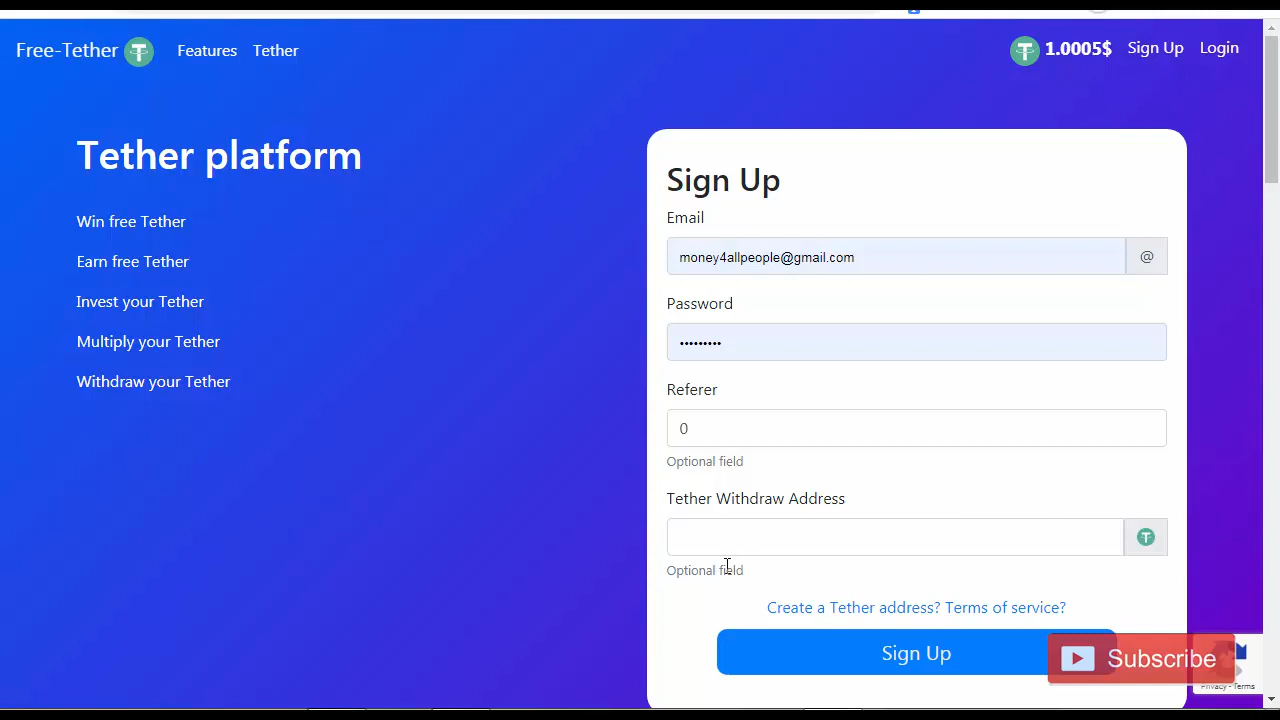 Free-Tether Features Tether 1.0005$ Sign Up Login
Tether platform
Win free Tether
Earn free Tether
Invest your Tether
Multiply your Tether
Withdraw your Tether
Sign Up
Email
money4allpeople@gmail.com @
Password
•••••••••
Referer
0
Optional field
Tether Withdraw Address
Optional field
Create a Tether address? Terms of service?
Sign Up
Subscribe
Privacy - Terms